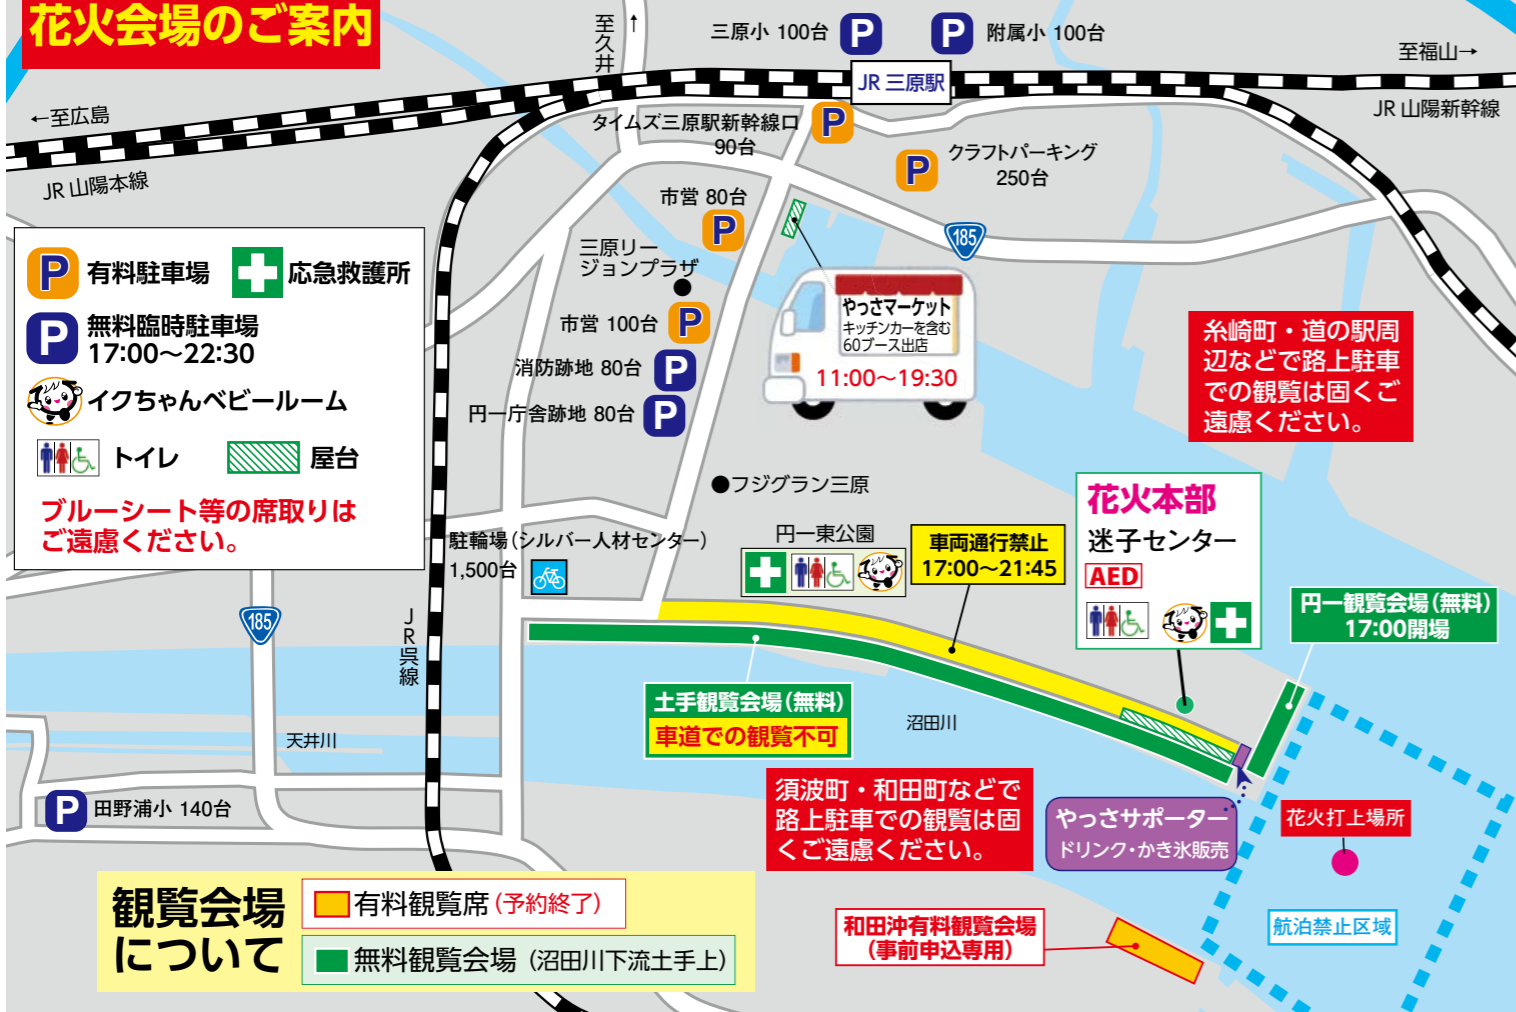 花火会場のご案内
至久井
↑
三原小 100台
P
P
附属小 100台
至福山→
JR 三原駅
←至広島
JR 山陽新幹線
タイムズ三原駅新幹線口
90台
P
JR 山陽本線
P
クラフトパーキング
250台
市営 80台
P
185
三原リー
ジョンプラザ
P
有料駐車場
応急救護所
P
無料臨時駐車場
17:00〜22:30
イクちゃんベビールーム
トイレ
屋台
ブルーシート等の席取りは
ご遠慮ください。
やっさマーケット
キッチンカーを含む
60ブース出店
11:00〜19:30
市営 100台
P
消防跡地 80台
P
円一庁舎跡地 80台
P
糸崎町・道の駅周
辺などで路上駐車
での観覧は固くご
遠慮ください。
●フジグラン三原
駐輪場(シルバー人材センター)
1,500台
円一東公園
車両通行禁止
17:00〜21:45
花火本部
迷子センター
AED
円一観覧会場(無料)
17:00開場
185
JR呉線
土手観覧会場(無料)
車道での観覧不可
沼田川
天井川
P
田野浦小 140台
須波町・和田町などで
路上駐車での観覧は固
くご遠慮ください。
やっさサポーター
ドリンク・かき氷販売
花火打上場所
観覧会場
について
有料観覧席(予約終了)
無料観覧会場(沼田川下流土手上)
和田沖有料観覧会場
(事前申込専用)
航泊禁止区域